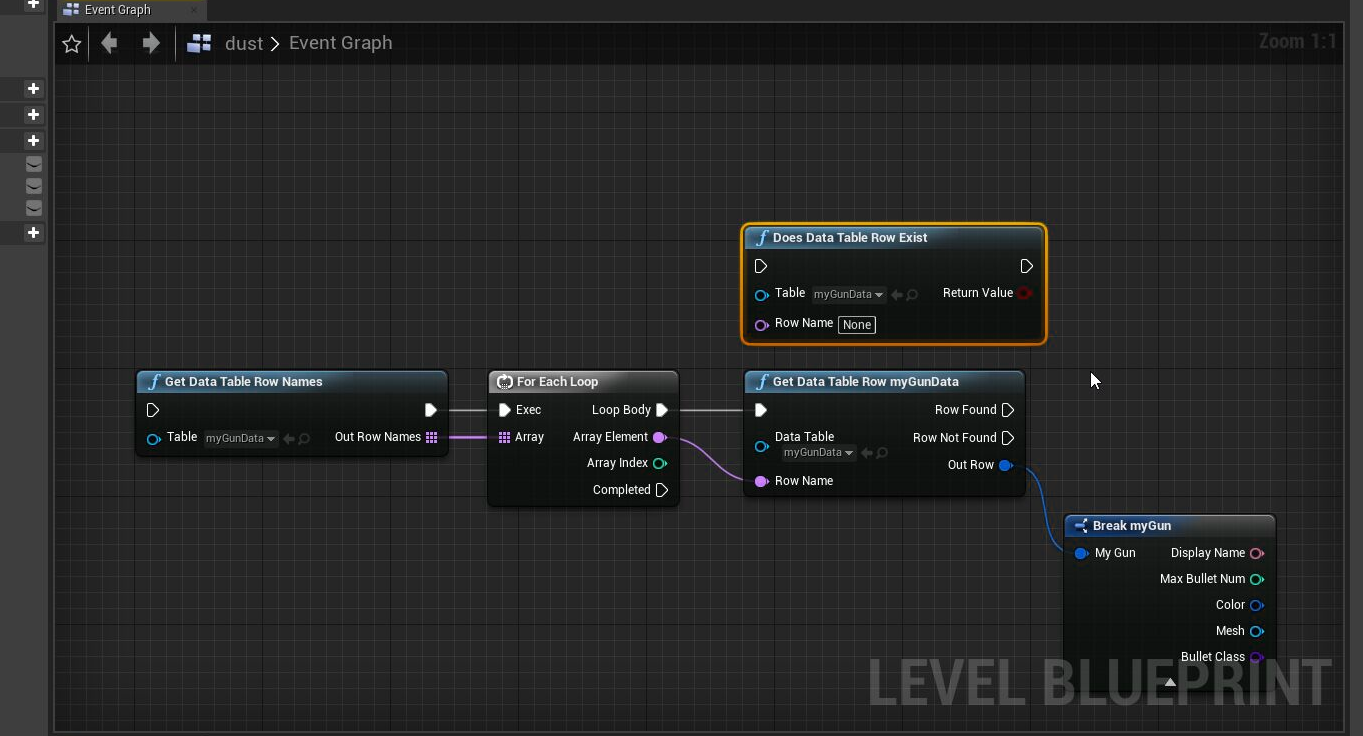 Event Graph
dust > Event Graph
Zoom 1:1
Does Data Table Row Exist
Table myGunData Return Value
Row Name None
Get Data Table Row Names
Table myGunData Out Row Names
For Each Loop
Exec Loop Body
Array Array Element
Array Index
Completed
Get Data Table Row myGunData
Row Found
Data Table Row Not Found
myGunData
Out Row
Row Name
Break myGun
My Gun Display Name
Max Bullet Num
Color
Mesh
Bullet Class
LEVEL BLUEPRINT